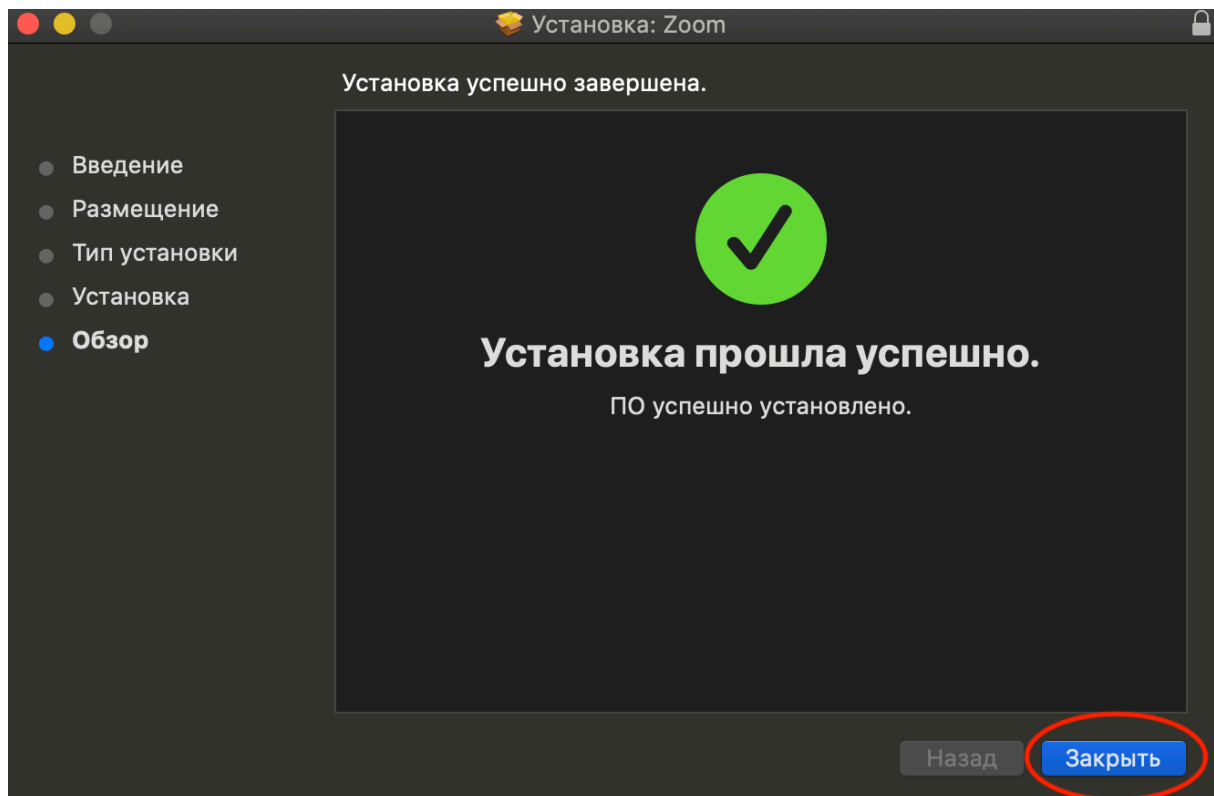 Установка: Zoom
Установка успешно завершена.
Введение
Размещение
Тип установки
Установка
Обзор
Установка прошла успешно.
ПО успешно установлено.
Назад
Закрыть